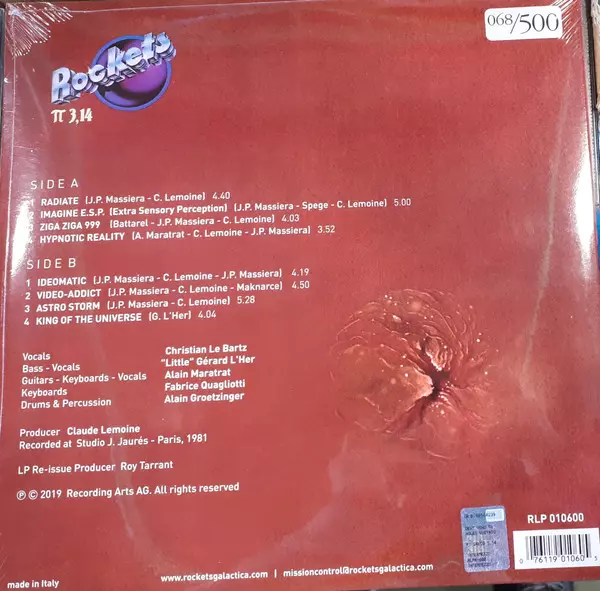 068/500
Rockets
π 3,14
SIDE A
1 RADIATE (J.P. Massiera - C. Lemoine) 4.40
2 IMAGINE E.S.P. (Extra Sensory Perception) (J.P. Massiera - Spege - C. Lemoine) 5.00
3 ZIGA ZIGA 999 (Battarel - J.P. Massiera - C. Lemoine) 4.03
4 HYPNOTIC REALITY (A. Maratrat - C. Lemoine - J.P. Massiera) 3.52
SIDE B
1 IDEOMATIC (J.P. Massiera - C. Lemoine - J.P. Massiera) 4.19
2 VIDEO-ADDICT (J.P. Massiera - C. Lemoine - Maknarce) 4.50
3 ASTRO STORM (J.P. Massiera - C. Lemoine) 5.28
4 KING OF THE UNIVERSE (G. L'Her) 4.04
Vocals Christian Le Bartz
Bass - Vocals "Little" Gérard L'Her
Guitars - Keyboards - Vocals Alain Maratrat
Keyboards Fabrice Quagliotti
Drums & Percussion Alain Groetzinger
Producer Claude Lemoine
Recorded at Studio J. Jaurés - Paris, 1981
LP Re-issue Producer Roy Tarrant
℗ © 2019 Recording Arts AG. All rights reserved
RLP 010600
0 76119 01060 3
made in Italy
www.rocketsgalactica.com | missioncontrol@rocketsgalactica.com